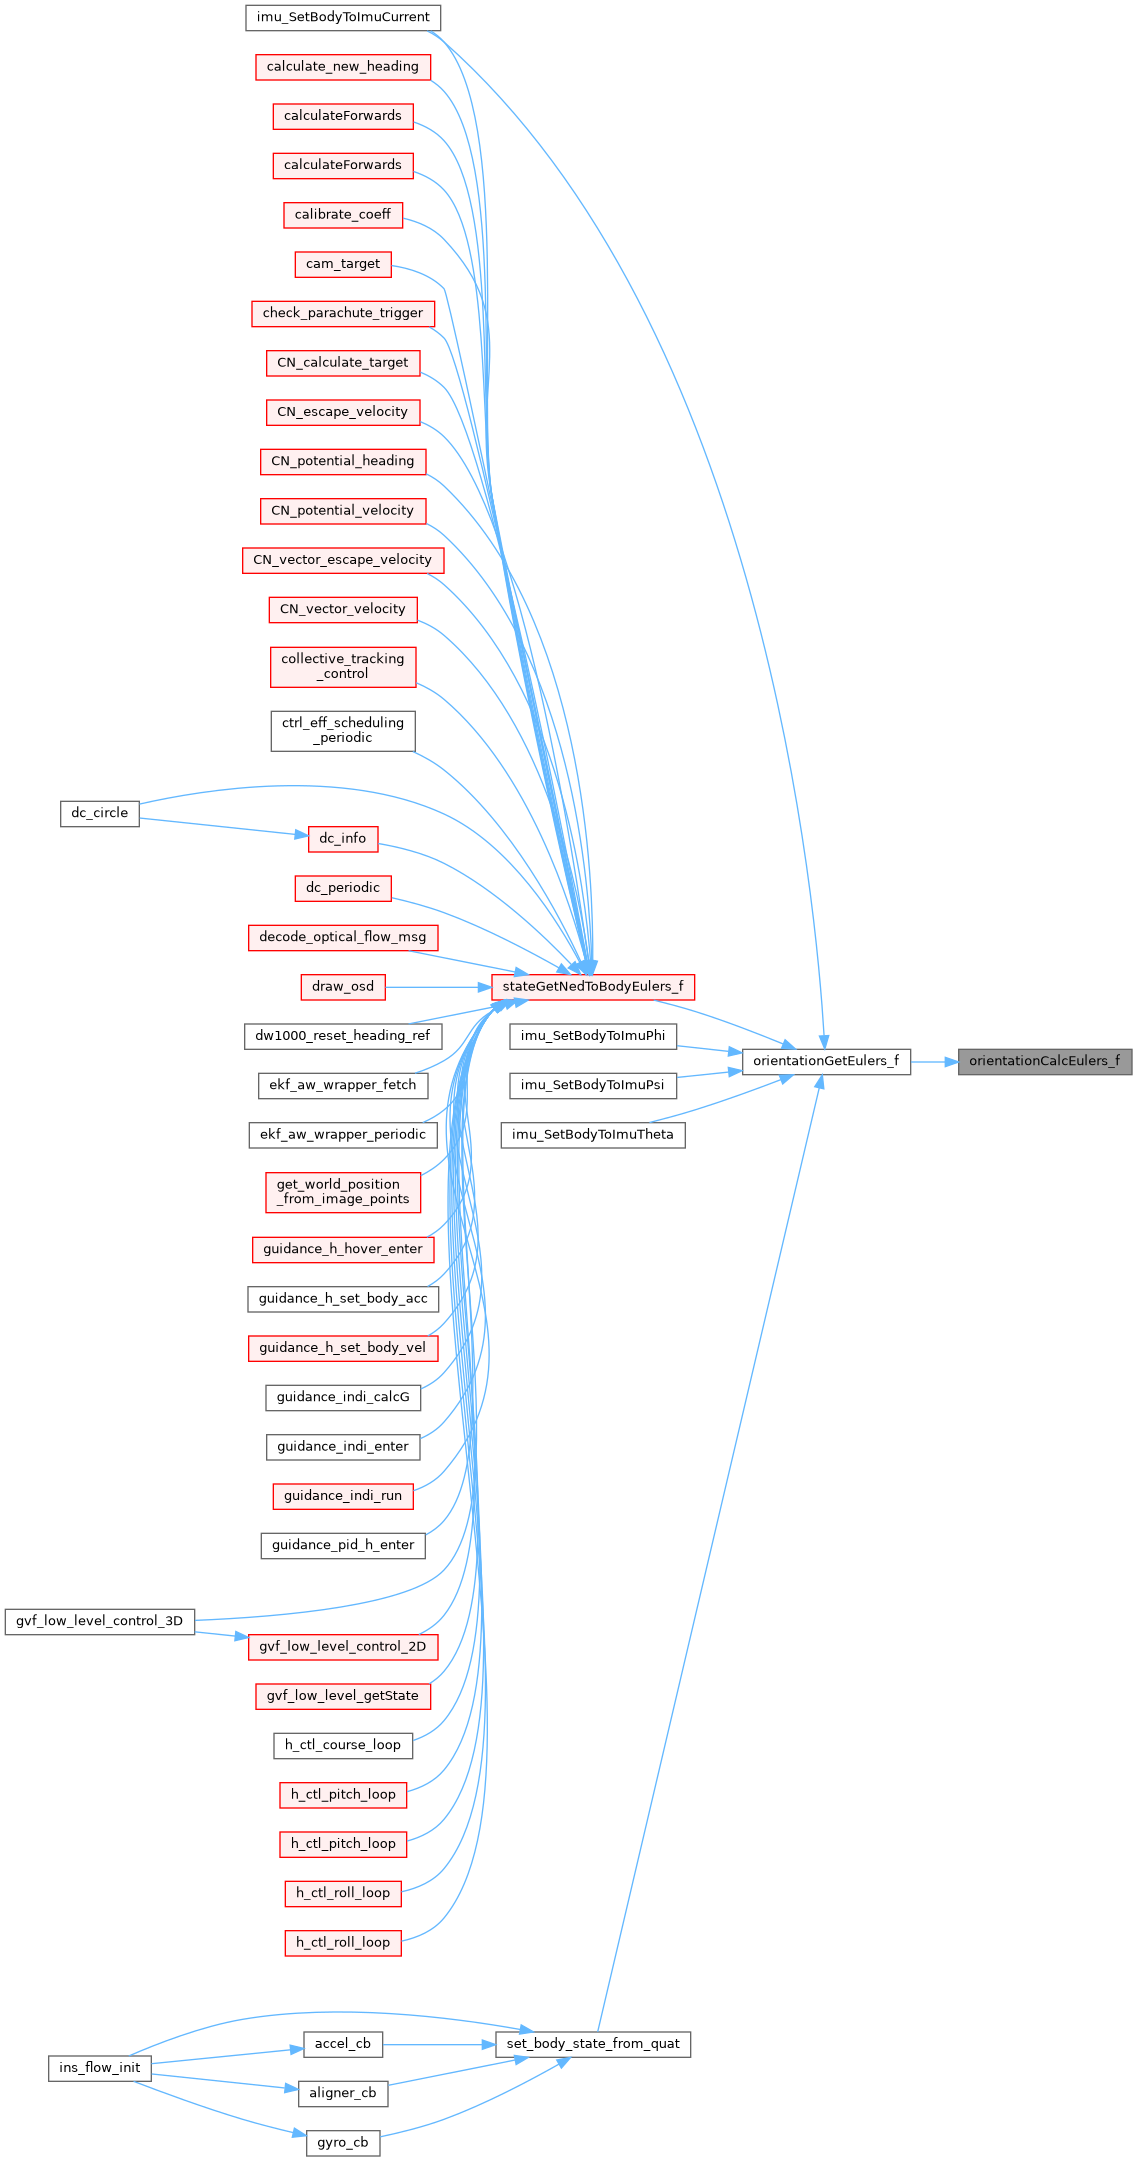 imu_SetBodyToImuCurrent
calculate_new_heading
calculateForwards
calculateForwards
calibrate_coeff
cam_target
check_parachute_trigger
CN_calculate_target
CN_escape_velocity
CN_potential_heading
CN_potential_velocity
CN_vector_escape_velocity
CN_vector_velocity
collective_tracking
_control
ctrl_eff_scheduling
_periodic
dc_circle
dc_info
dc_periodic
decode_optical_flow_msg
draw_osd
stateGetNedToBodyEulers_f
dw1000_reset_heading_ref
imu_SetBodyToImuPhi
orientationGetEulers_f
orientationCalcEulers_f
ekf_aw_wrapper_fetch
imu_SetBodyToImuPsi
ekf_aw_wrapper_periodic
imu_SetBodyToImuTheta
get_world_position
_from_image_points
guidance_h_hover_enter
guidance_h_set_body_acc
guidance_h_set_body_vel
guidance_indi_calcG
guidance_indi_enter
guidance_indi_run
guidance_pid_h_enter
gvf_low_level_control_3D
gvf_low_level_control_2D
gvf_low_level_getState
h_ctl_course_loop
h_ctl_pitch_loop
h_ctl_pitch_loop
h_ctl_roll_loop
h_ctl_roll_loop
accel_cb
set_body_state_from_quat
ins_flow_init
aligner_cb
gyro_cb